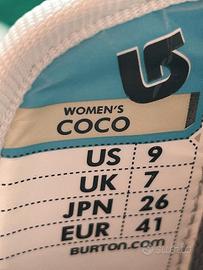 WOMEN'S
COCO
US 9
UK 7
JPN 26
EUR 41
BURTON.COM